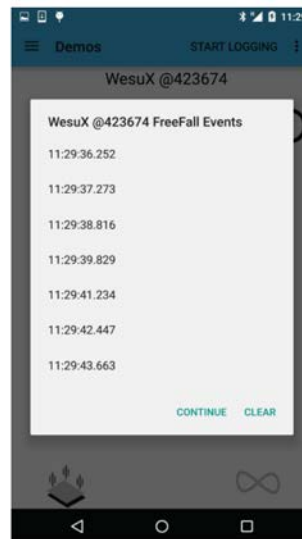 11:29
Demos START LOGGING
WesuX @423674
WesuX @423674 FreeFall Events
11:29:36.252
11:29:37.273
11:29:38.816
11:29:39.829
11:29:41.234
11:29:42.447
11:29:43.663
CONTINUE CLEAR